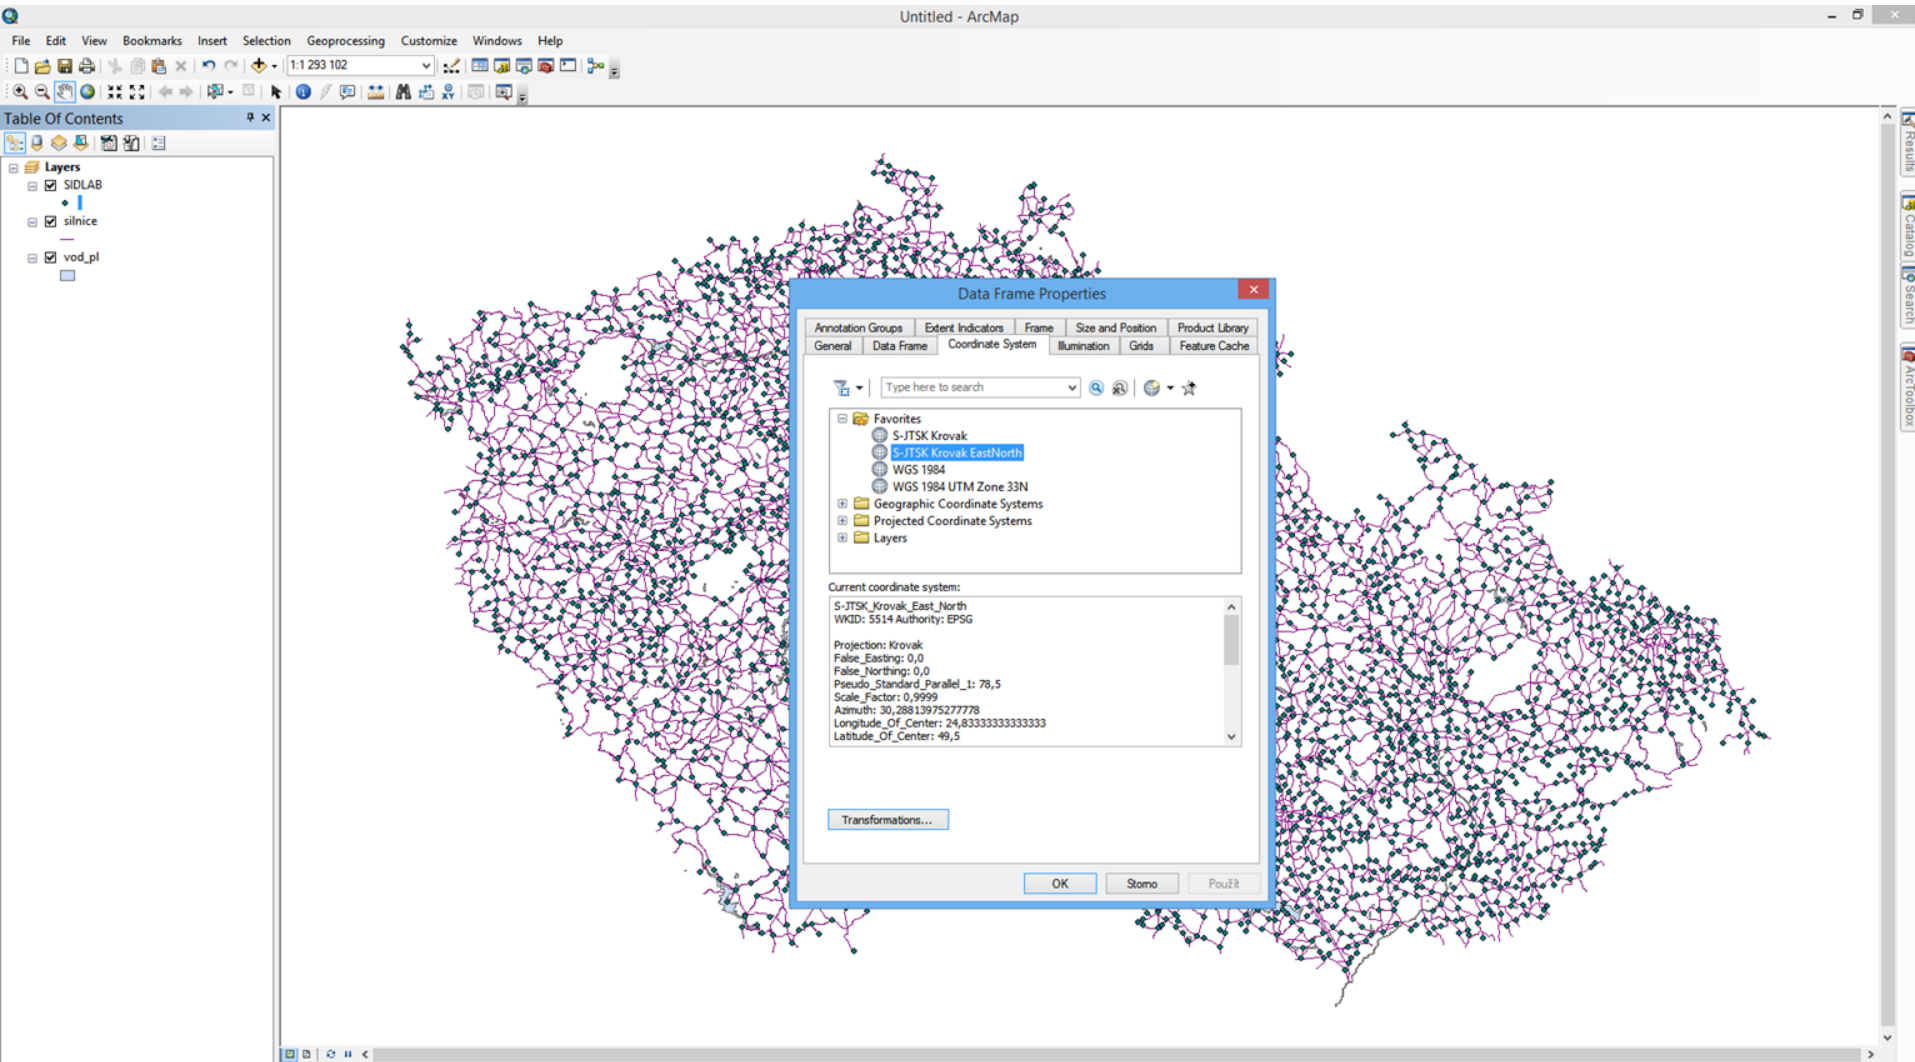 Untitled - ArcMap
File Edit View Bookmarks Insert Selection Geoprocessing Customize Windows Help
1:1 293 102
Table Of Contents
Layers
SIDLAB
silnice
vod_pl
Data Frame Properties
Annotation Groups Extent Indicators Frame Size and Position Product Library
General Data Frame Coordinate System Illumination Grids Feature Cache
Type here to search
Favorites
S-JTSK Krovak
S-JTSK Krovak EastNorth
WGS 1984
WGS 1984 UTM Zone 33N
Geographic Coordinate Systems
Projected Coordinate Systems
Layers
Current coordinate system:
S-JTSK_Krovak_East_North
WKID: 5514 Authority: EPSG
Projection: Krovak
False_Easting: 0,0
False_Northing: 0,0
Pseudo_Standard_Parallel_1: 78,5
Scale_Factor: 0,9999
Azimuth: 30,28813975277778
Longitude_Of_Center: 24,83333333333333
Latitude_Of_Center: 49,5
Transformations...
OK Storno Použít
Results
Catalog
Search
ArcToolbox